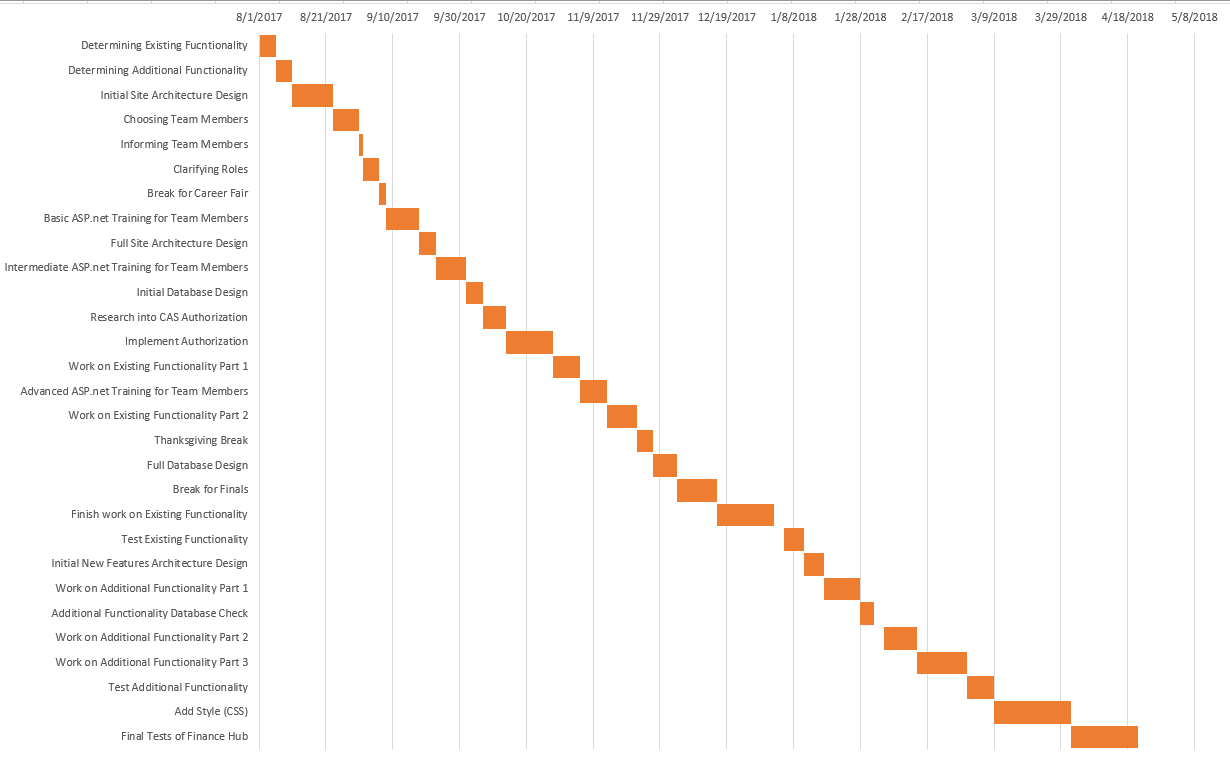 8/1/2017 8/21/2017 9/10/2017 9/30/2017 10/20/2017 11/9/2017 11/29/2017 12/19/2017 1/8/2018 1/28/2018 2/17/2018 3/9/2018 3/29/2018 4/18/2018 5/8/2018
Determining Existing Fucntionality
Determining Additional Functionality
Initial Site Architecture Design
Choosing Team Members
Informing Team Members
Clarifying Roles
Break for Career Fair
Basic ASP.net Training for Team Members
Full Site Architecture Design
Intermediate ASP.net Training for Team Members
Initial Database Design
Research into CAS Authorization
Implement Authorization
Work on Existing Functionality Part 1
Advanced ASP.net Training for Team Members
Work on Existing Functionality Part 2
Thanksgiving Break
Full Database Design
Break for Finals
Finish work on Existing Functionality
Test Existing Functionality
Initial New Features Architecture Design
Work on Additional Functionality Part 1
Additional Functionality Database Check
Work on Additional Functionality Part 2
Work on Additional Functionality Part 3
Test Additional Functionality
Add Style (CSS)
Final Tests of Finance Hub